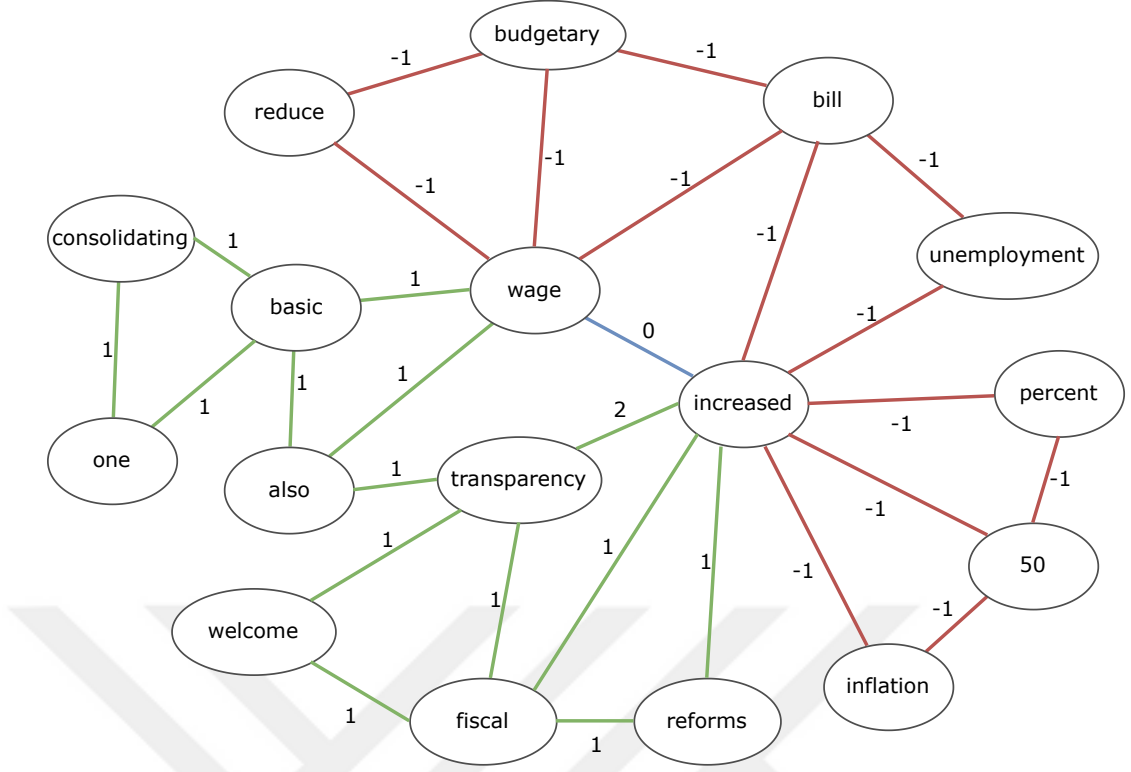 budgetary
-1
-1
reduce
bill
-1
-1
-1
-1
consolidating
1
-1
unemployment
basic
1
wage
-1
0
1
1
1
1
2
increased
-1
percent
one
also
1
transparency
-1
-1
1
1
1
-1
50
1
-1
welcome
1
fiscal
1
reforms
inflation